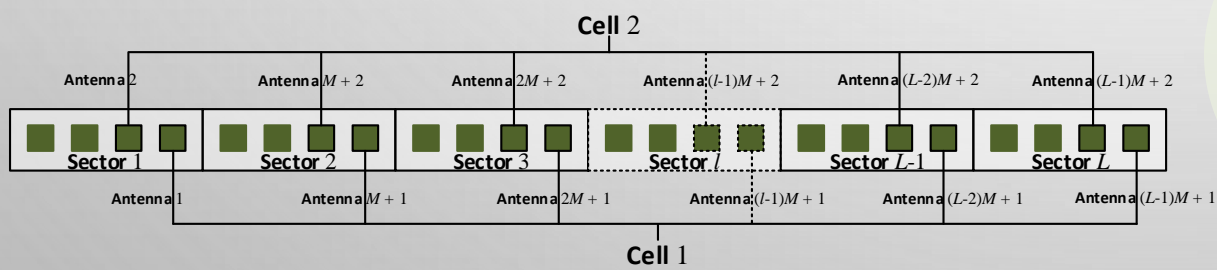 Cell 2
Antenna 2 Antenna M + 2 Antenna 2M + 2 Antenna (l-1)M + 2 Antenna (L-2)M + 2 Antenna (L-1)M + 2
Sector 1 Sector 2 Sector 3 Sector l Sector L-1 Sector L
Antenna 1 Antenna M + 1 Antenna 2M + 1 Antenna (l-1)M + 1 Antenna (L-2)M + 1 Antenna (L-1)M + 1
Cell 1